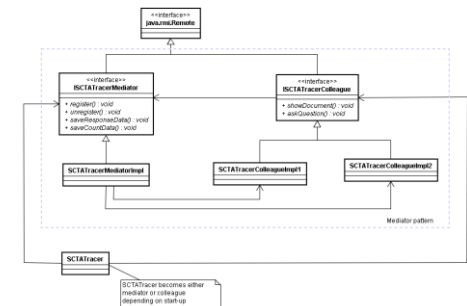 <<interface>>
java.rmi.Remote
<<interface>>
ISCTATracerMediator
+ register() : void
+ unregister() : void
+ saveResponseData() : void
+ saveCountData() : void
<<interface>>
ISCTATracerColleague
+ showDocument() : void
+ askQuestion() : void
SCTATracerMediatorImpl
SCTATracerColleagueImpl1
SCTATracerColleagueImpl2
Mediator pattern
SCTATracer
SCTATracer becomes either
mediator or colleague
depending on start-up